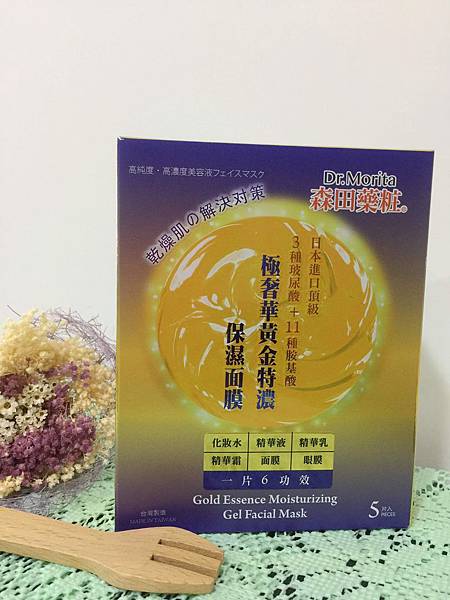 高純度・高濃度美容液フェイスマスク
Dr.Morita
森田藥粧®
乾燥肌の解決対策
日本進口頂級
3種玻尿酸+11種胺基酸
極奢華黃金特濃
保濕面膜
化妝水 精華液 精華乳
精華霜 面膜 眼膜
一片6功效
Gold Essence Moisturizing
Gel Facial Mask
台灣製造
MADE IN TAIWAN
5片入
PIECES